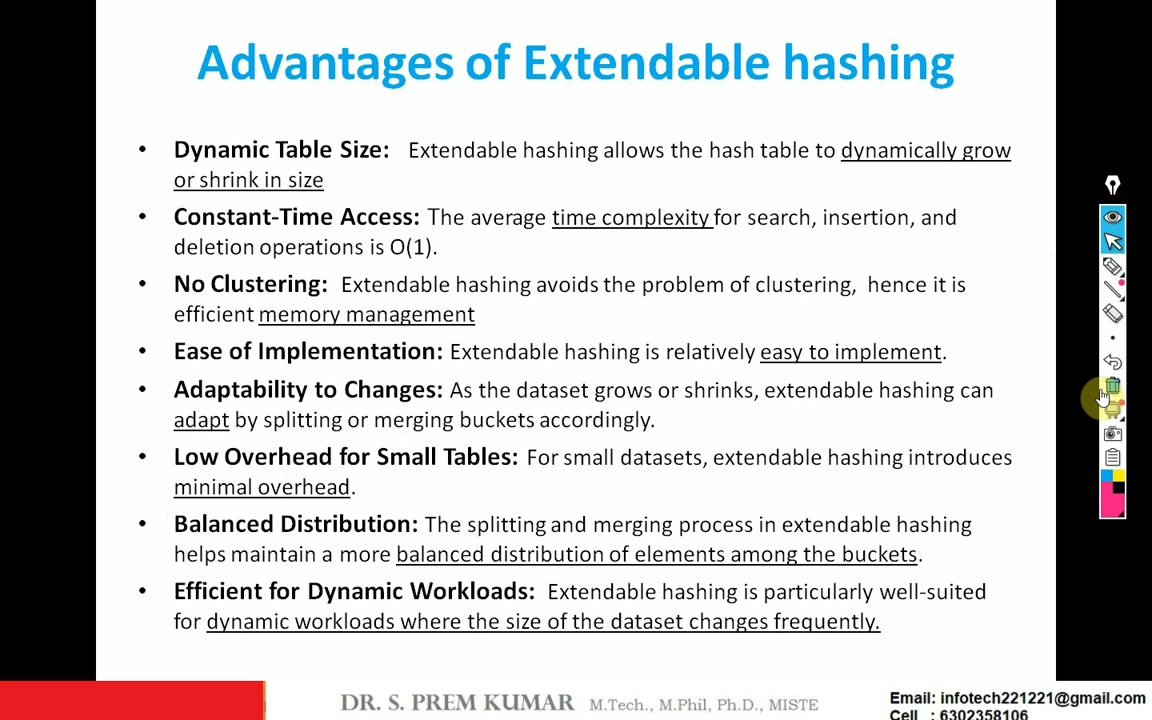 Advantages of Extendable hashing
• Dynamic Table Size: Extendable hashing allows the hash table to dynamically grow
or shrink in size
• Constant-Time Access: The average time complexity for search, insertion, and
deletion operations is O(1).
• No Clustering: Extendable hashing avoids the problem of clustering, hence it is
efficient memory management
• Ease of Implementation: Extendable hashing is relatively easy to implement.
• Adaptability to Changes: As the dataset grows or shrinks, extendable hashing can
adapt by splitting or merging buckets accordingly.
• Low Overhead for Small Tables: For small datasets, extendable hashing introduces
minimal overhead.
• Balanced Distribution: The splitting and merging process in extendable hashing
helps maintain a more balanced distribution of elements among the buckets.
• Efficient for Dynamic Workloads: Extendable hashing is particularly well-suited
for dynamic workloads where the size of the dataset changes frequently.
DR. S. PREM KUMAR M.Tech., M.Phil, Ph.D., MISTE
Email: infotech221221@gmail.com
Cell : 6302358106